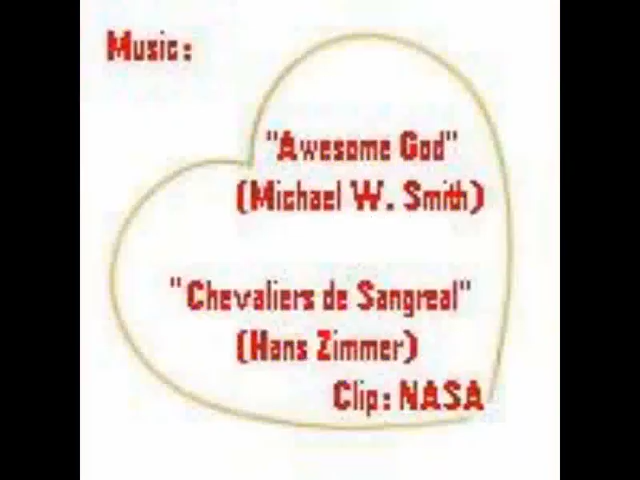 Music:
"Awesome God"
(Michael W. Smith)
"Chevaliers de Sangreal"
(Hans Zimmer)
Clip: NASA